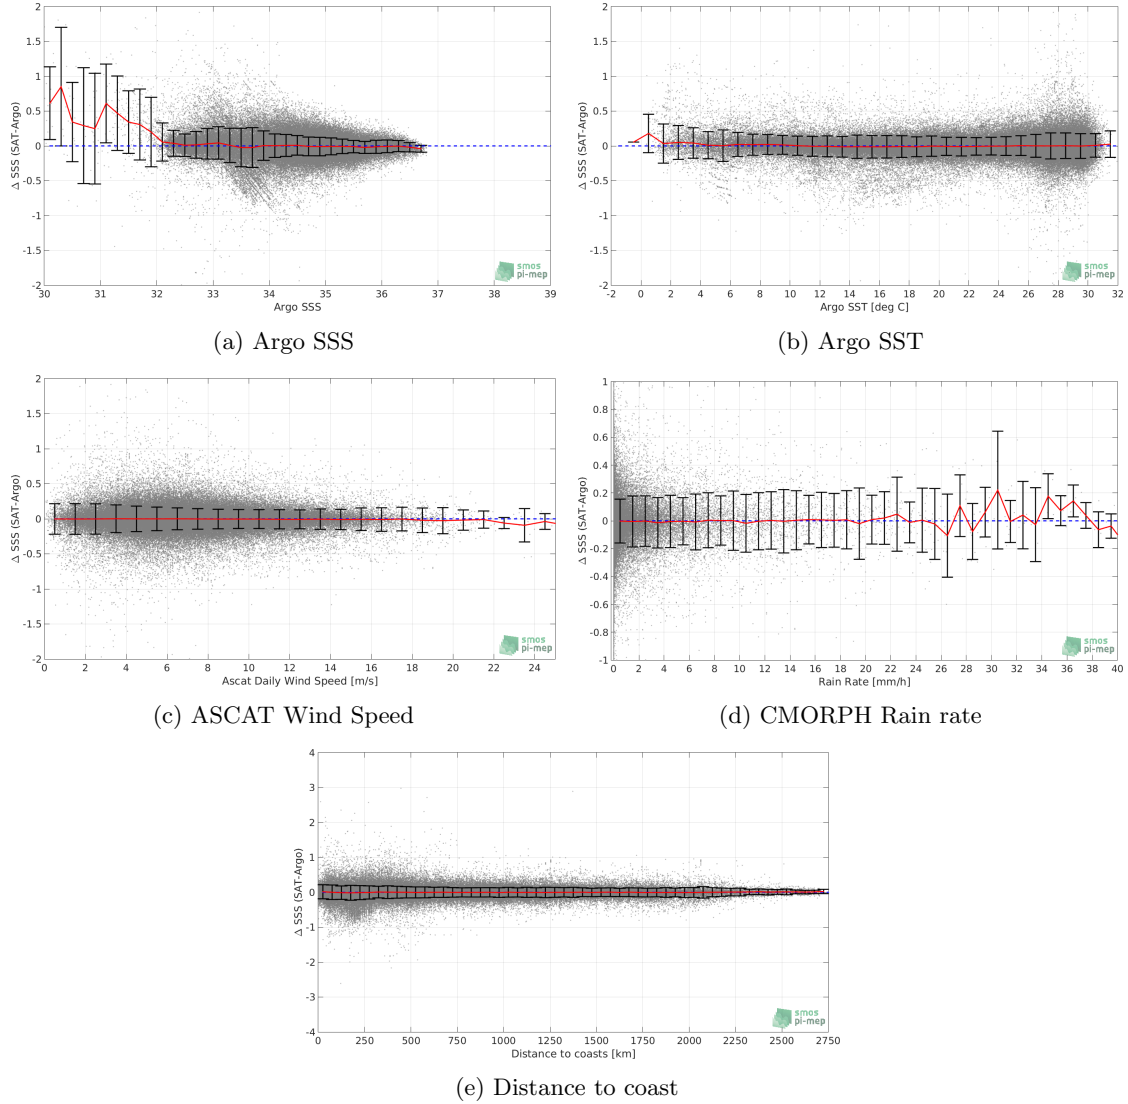 2
1.5
1
0.5
0
-0.5
-1
-1.5
-2
Δ SSS (SAT-Argo)
30 31 32 33 34 35 36 37 38 39
Argo SSS
smos
pi-mep
(a) Argo SSS
2
1.5
1
0.5
0
-0.5
-1
-1.5
-2
Δ SSS (SAT-Argo)
-2 0 2 4 6 8 10 12 14 16 18 20 22 24 26 28 30 32
Argo SST [deg C]
smos
pi-mep
(b) Argo SST
2
1.5
1
0.5
0
-0.5
-1
-1.5
-2
Δ SSS (SAT-Argo)
0 2 4 6 8 10 12 14 16 18 20 22 24
Ascat Daily Wind Speed [m/s]
smos
pi-mep
(c) ASCAT Wind Speed
1
0.8
0.6
0.4
0.2
0
-0.2
-0.4
-0.6
-0.8
-1
Δ SSS (SAT-Argo)
0 2 4 6 8 10 12 14 16 18 20 22 24 26 28 30 32 34 36 38 40
Rain Rate [mm/h]
smos
pi-mep
(d) CMORPH Rain rate
4
3
2
1
0
-1
-2
-3
-4
Δ SSS (SAT-Argo)
0 250 500 750 1000 1250 1500 1750 2000 2250 2500 2750
Distance to coasts [km]
smos
pi-mep
(e) Distance to coast